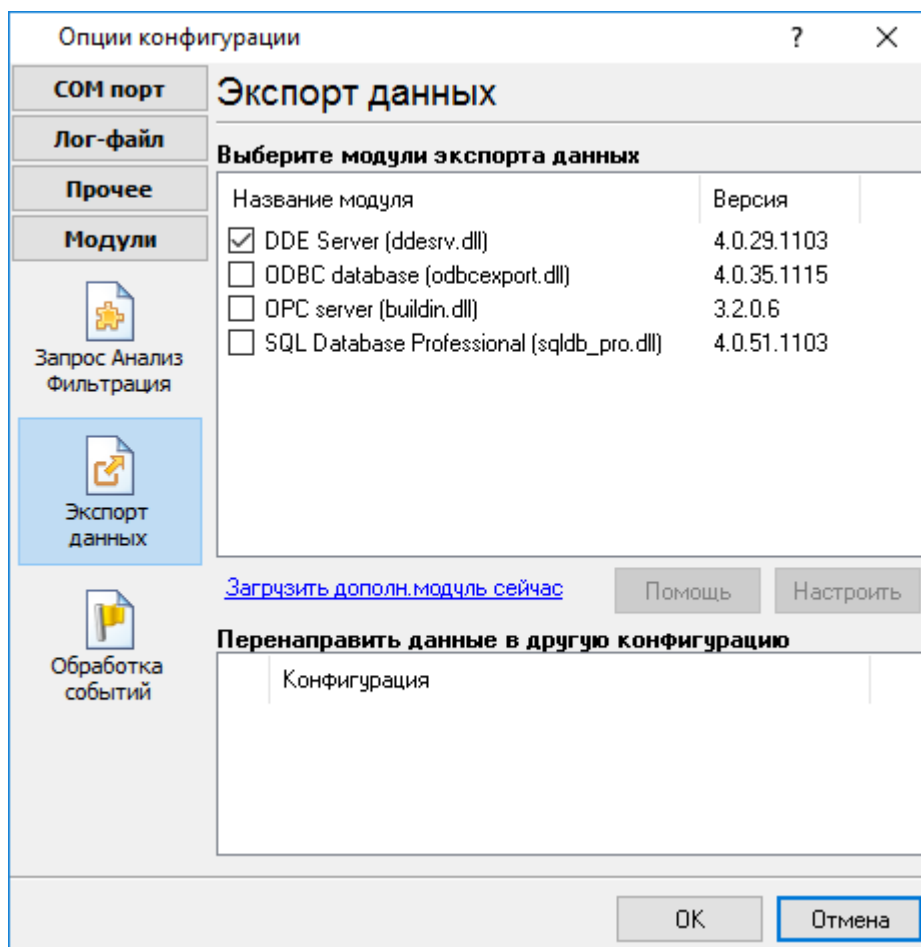 Опции конфигурации
?
COM порт
Лог-файл
Прочее
Модули
Запрос Анализ
Фильтрация
Экспорт
данных
Обработка
событий
Экспорт данных
Выберите модули экспорта данных
Название модуля Версия
DDE Server (ddesrv.dll) 4.0.29.1103
ODBC database (odbcexport.dll) 4.0.35.1115
OPC server (buildin.dll) 3.2.0.6
SQL Database Professional (sqldb_pro.dll) 4.0.51.1103
Загрузить дополн.модуль сейчас
Помощь
Настроить
Перенаправить данные в другую конфигурацию
Конфигурация
OK
Отмена